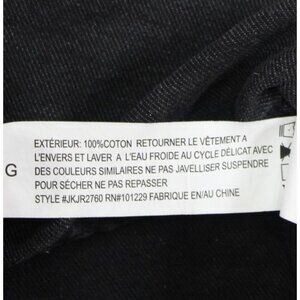 EXTÉRIEUR: 100%COTON RETOURNER LE VÊTEMENT A
L'ENVERS ET LAVER A L'EAU FROIDE AU CYCLE DÉLICAT AVEC
DES COULEURS SIMILAIRES NE PAS JAVELLISER SUSPENDRE
G
POUR SÉCHER NE PAS REPASSER
STYLE #JKJR2760 RN#101229 FABRIQUE EN/AU CHINE